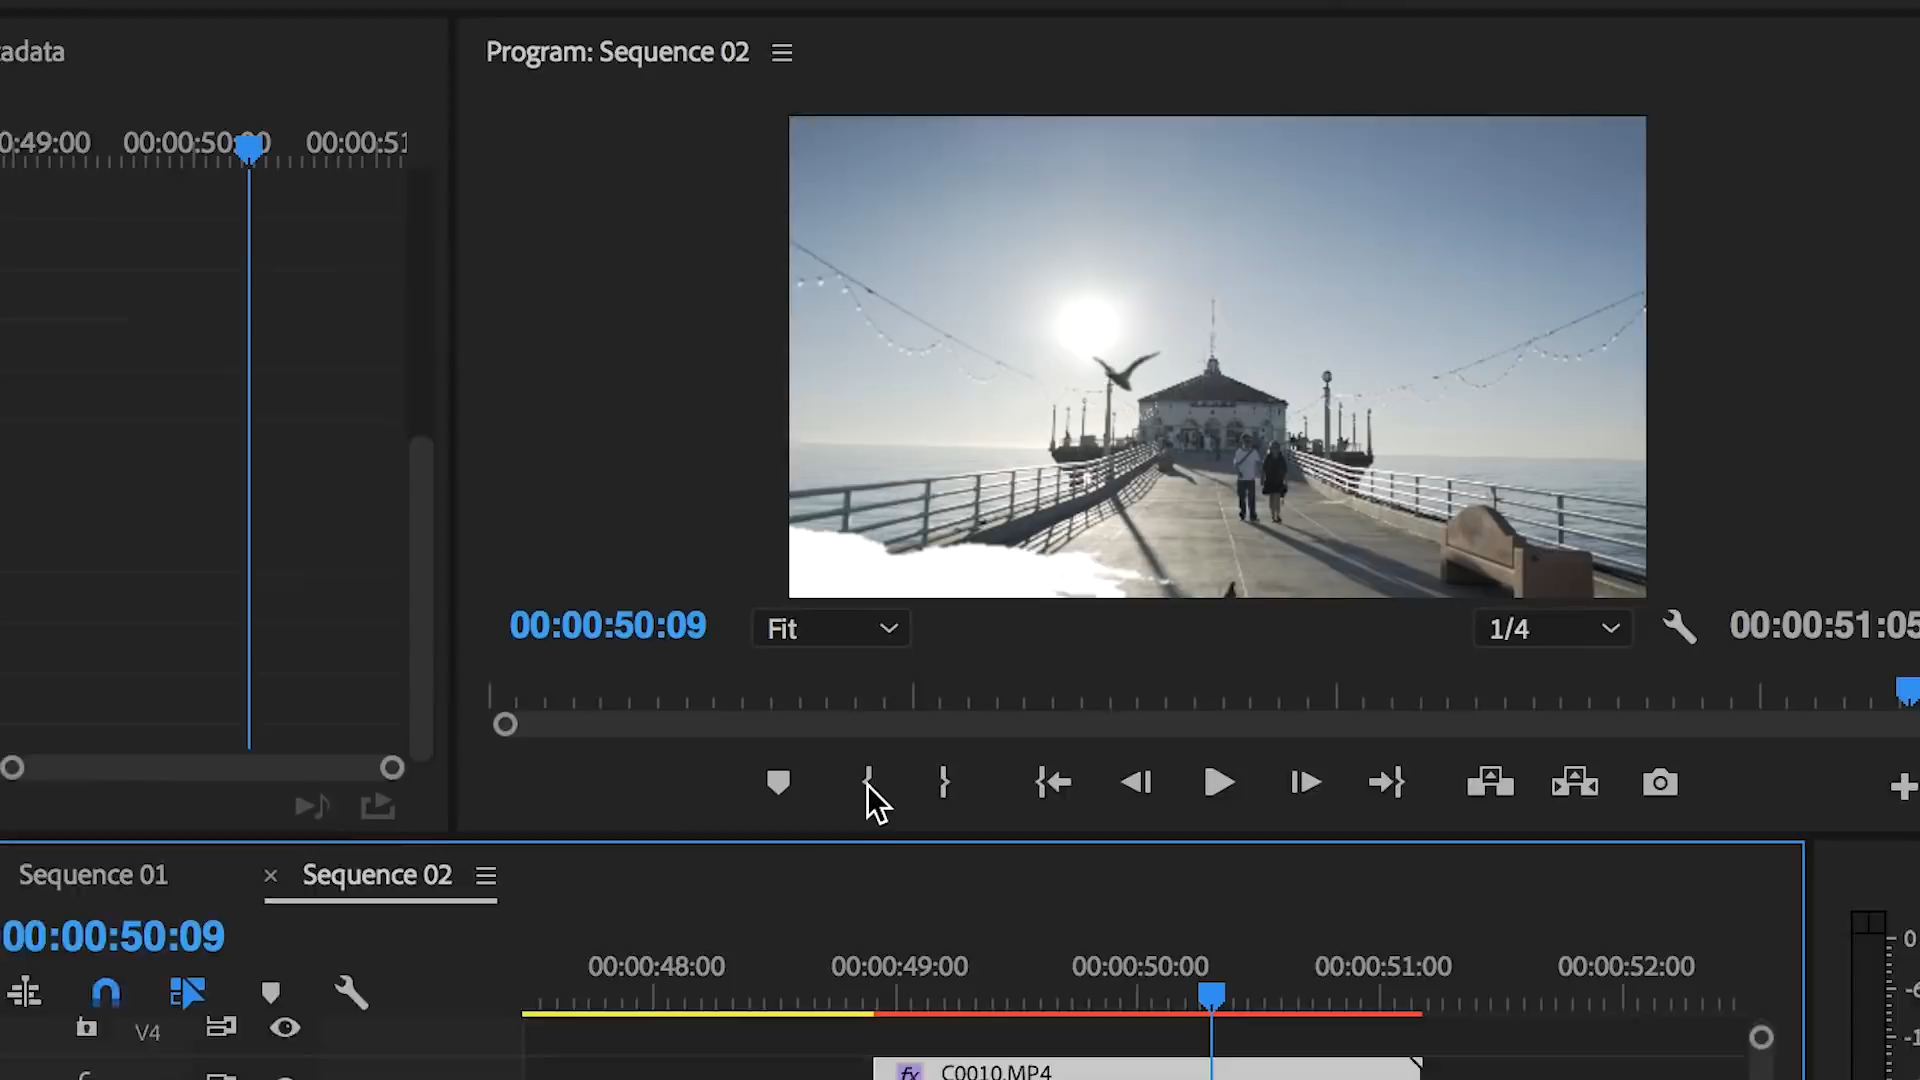 adata
Program: Sequence 02
0:49:00 00:00:50:00 00:00:51
00:00:50:09
Fit
1/4
00:00:51:05
Sequence 01
× Sequence 02
00:00:50:09
00:00:48:00 00:00:49:00 00:00:50:00 00:00:51:00 00:00:52:00
0
V4
fx C0010.MP4